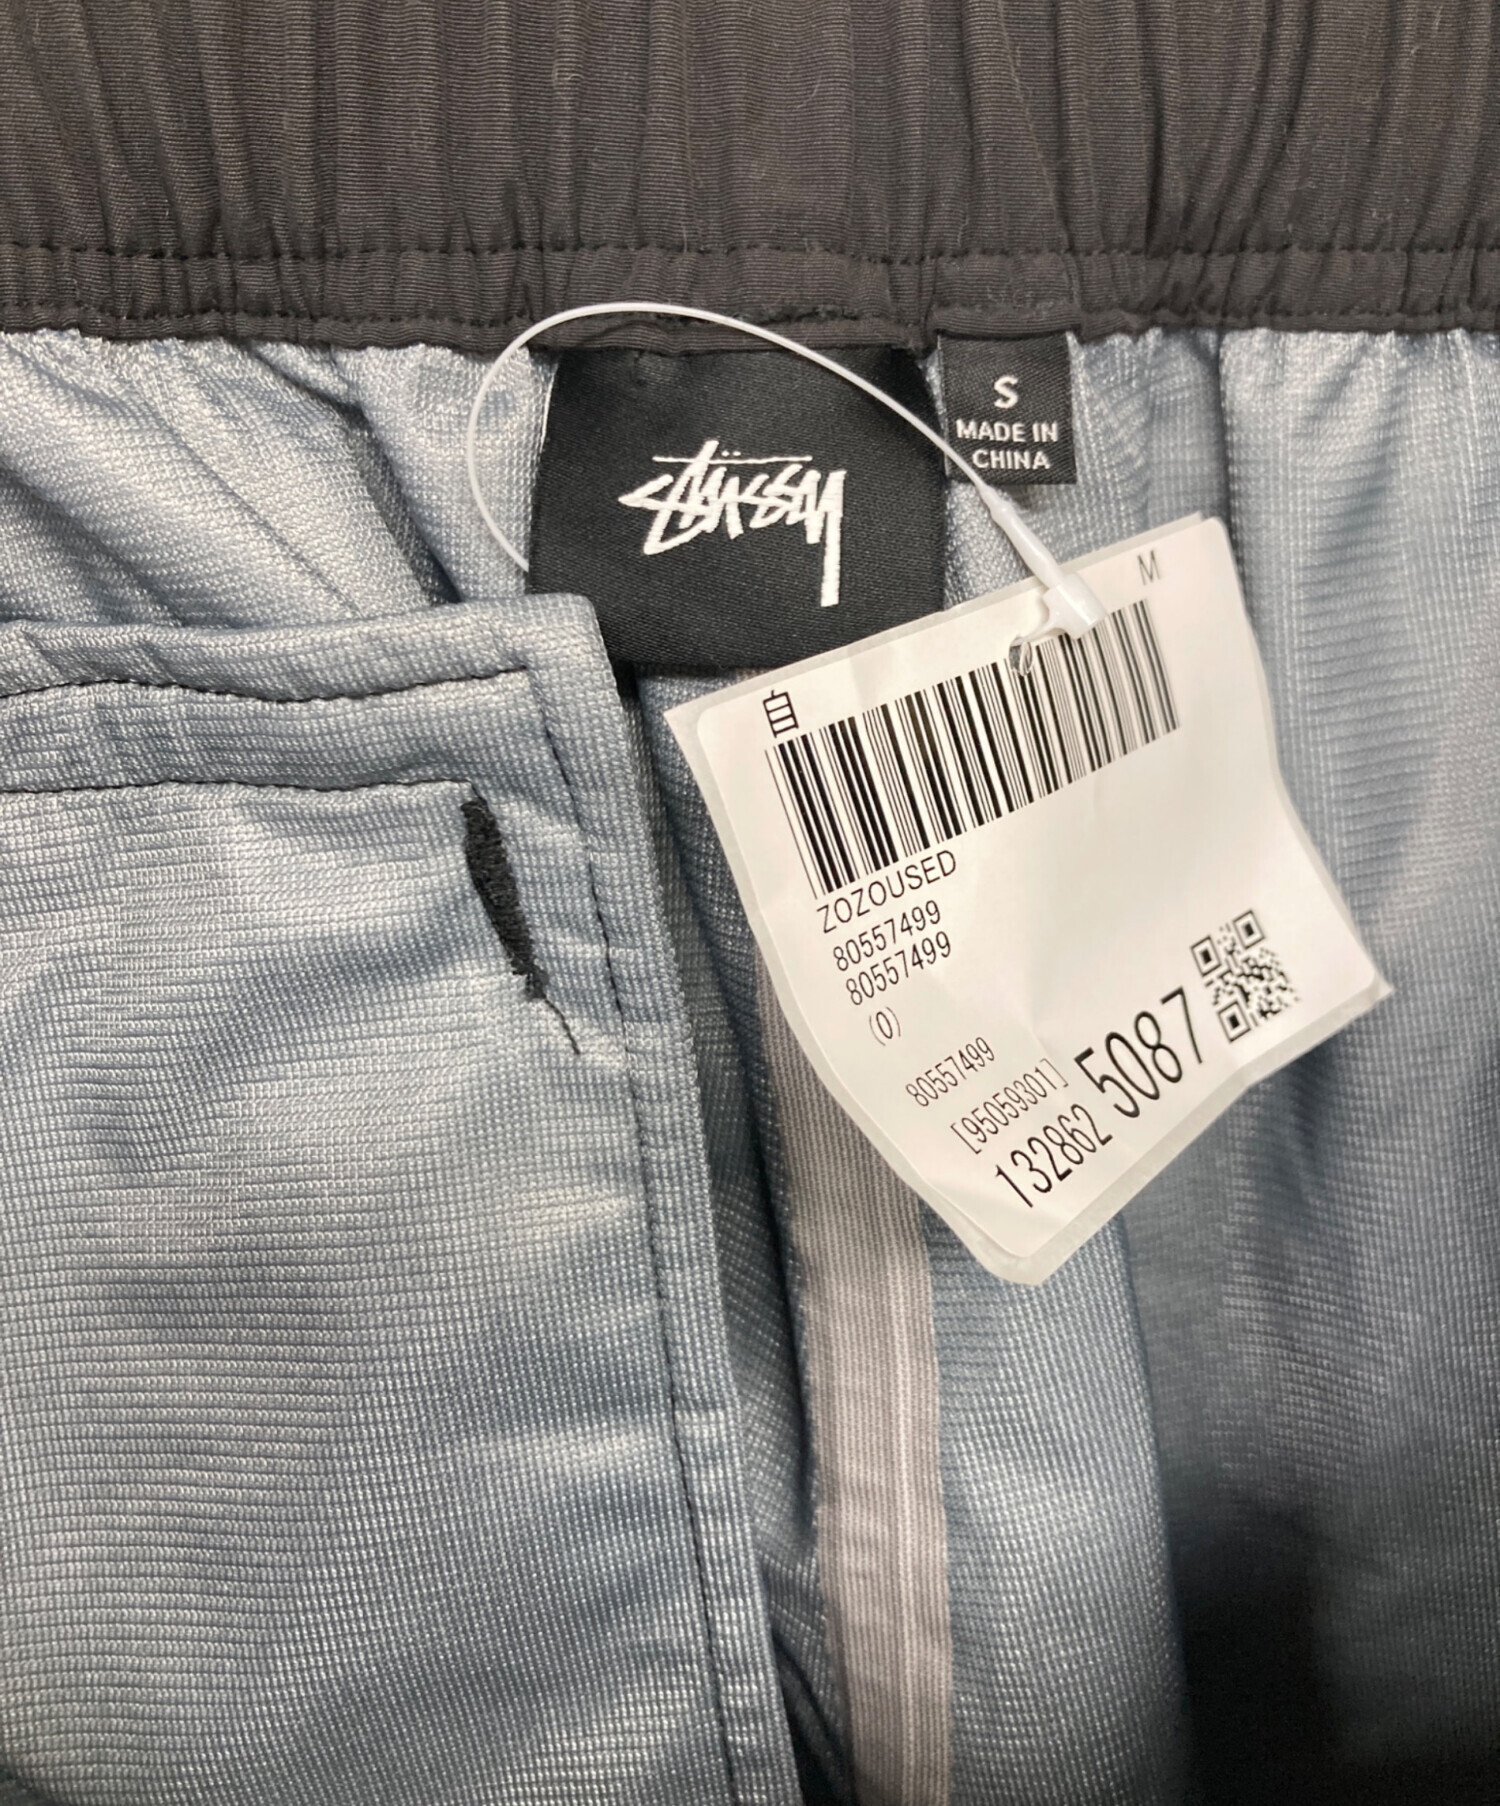 Stüssy
S
MADE IN
CHINA
M
自
ZOZOUSED
80557499
80557499
(0)
80557499
[95059301]
132862 5087